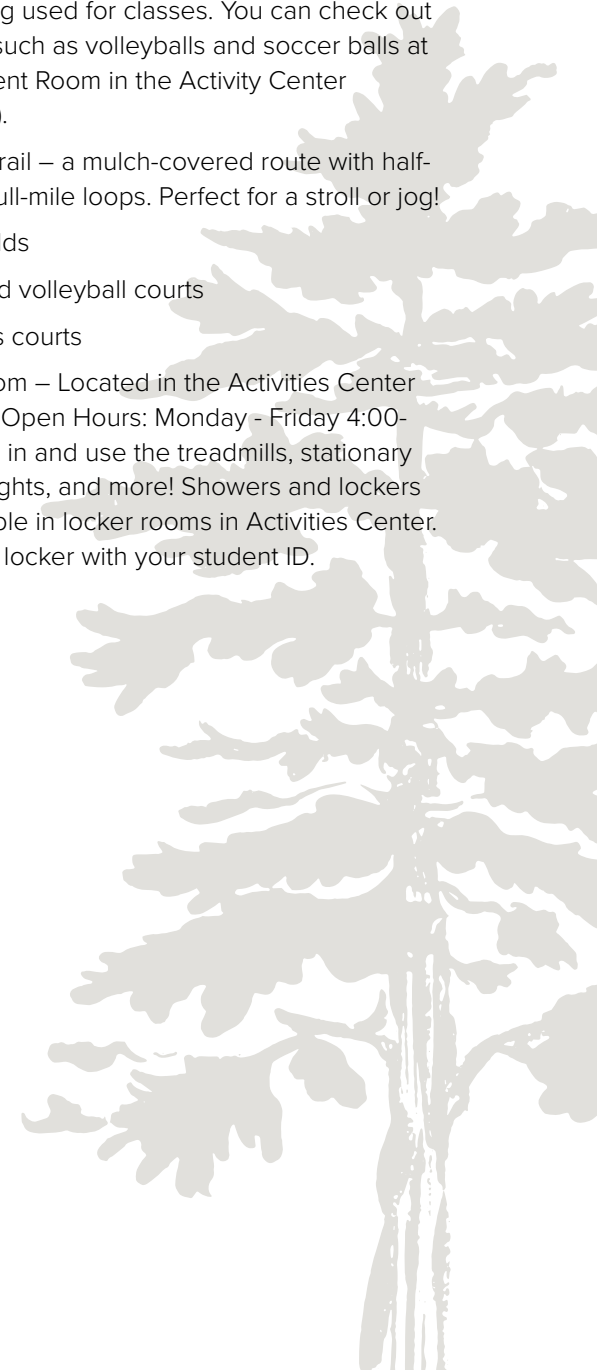 g used for classes. You can check out
such as volleyballs and soccer balls at
ent Room in the Activity Center
).
rail – a mulch-covered route with half-
ull-mile loops. Perfect for a stroll or jog!
lds
d volleyball courts
s courts
om – Located in the Activities Center
Open Hours: Monday - Friday 4:00-
in and use the treadmills, stationary
ghts, and more! Showers and lockers
ble in locker rooms in Activities Center.
locker with your student ID.